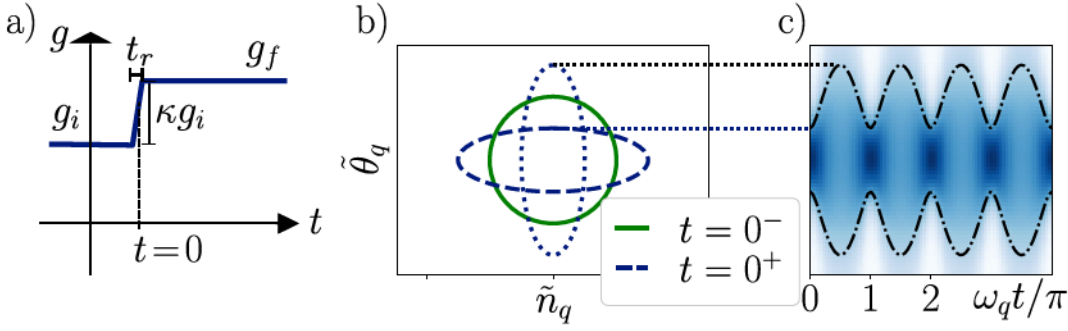 a)
g
t_r
g_f
g_i
κg_i
t
t=0
b)
θ̃_q
ñ_q
t = 0⁻
t = 0⁺
c)
0 1 2 ω_q t/π